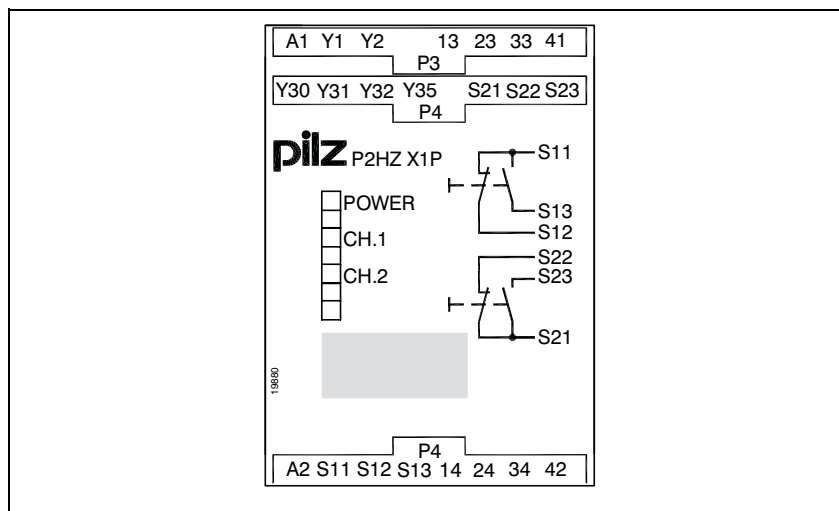 A1 Y1 Y2 13 23 33 41
P3
Y30 Y31 Y32 Y35 S21 S22 S23
P4
pilz P2HZ X1P
S11
POWER
S13
CH.1
S12
S22
CH.2
S23
S21
19880
P4
A2 S11 S12 S13 14 24 34 42